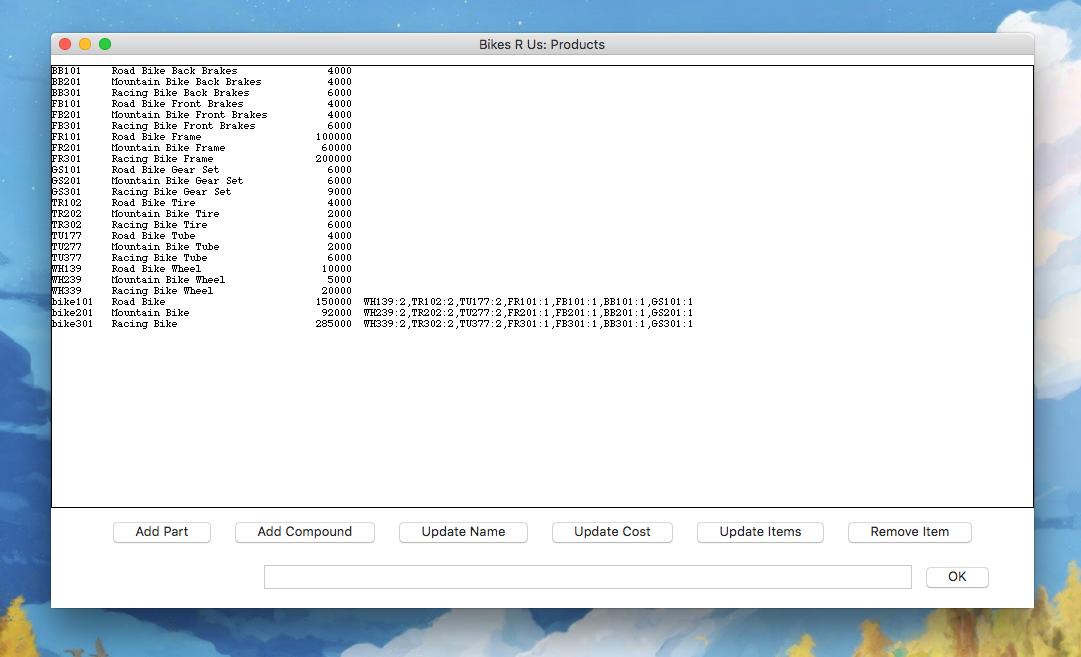 Bikes R Us: Products
BB101 Road Bike Back Brakes 4000
BB201 Mountain Bike Back Brakes 4000
BB301 Racing Bike Back Brakes 6000
FB101 Road Bike Front Brakes 4000
FB201 Mountain Bike Front Brakes 4000
FB301 Racing Bike Front Brakes 6000
FR101 Road Bike Frame 100000
FR201 Mountain Bike Frame 60000
FR301 Racing Bike Frame 200000
GS101 Road Bike Gear Set 6000
GS201 Mountain Bike Gear Set 6000
GS301 Racing Bike Gear Set 9000
TR102 Road Bike Tire 4000
TR202 Mountain Bike Tire 2000
TR302 Racing Bike Tire 6000
TU177 Road Bike Tube 4000
TU277 Mountain Bike Tube 2000
TU377 Racing Bike Tube 6000
WH139 Road Bike Wheel 10000
WH239 Mountain Bike Wheel 5000
WH339 Racing Bike Wheel 20000
bike101 Road Bike 150000 WH139:2,TR102:2,TU177:2,FR101:1,FB101:1,BB101:1,GS101:1
bike201 Mountain Bike 92000 WH239:2,TR202:2,TU277:2,FR201:1,FB201:1,BB201:1,GS201:1
bike301 Racing Bike 285000 WH339:2,TR302:2,TU377:2,FR301:1,FB301:1,BB301:1,GS301:1
Add Part Add Compound Update Name Update Cost Update Items Remove Item
OK